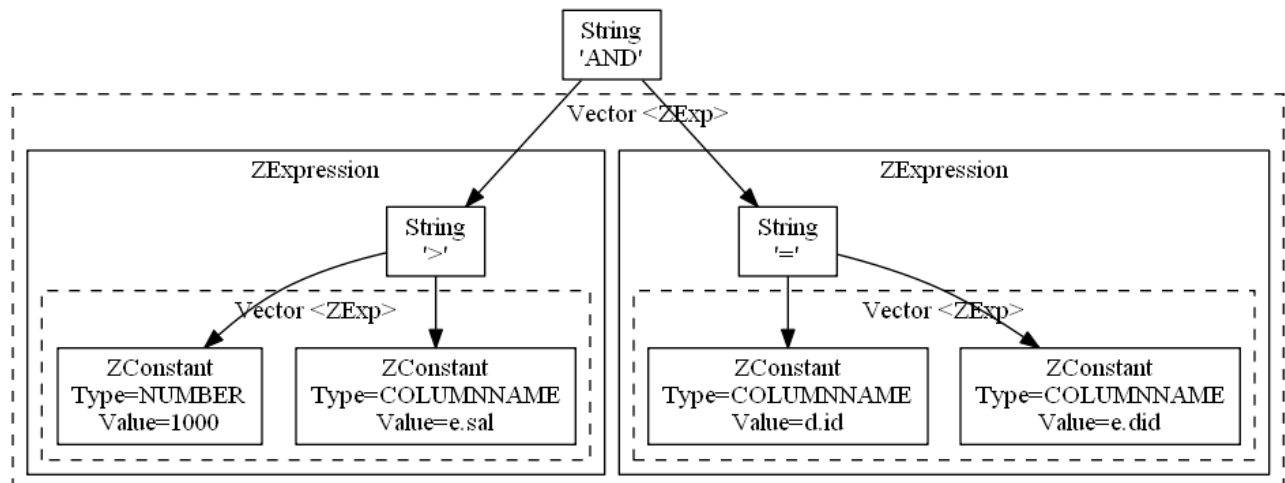 String
'AND'
Vector <ZExp>
ZExpression
String
'>'
Vector <ZExp>
ZConstant
Type=NUMBER
Value=1000
ZConstant
Type=COLUMNNAME
Value=e.sal
ZExpression
String
'='
Vector <ZExp>
ZConstant
Type=COLUMNNAME
Value=d.id
ZConstant
Type=COLUMNNAME
Value=e.did